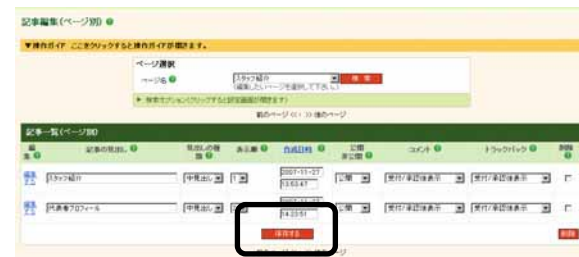 記事編集(ページ別)
▼操作ガイド ここをクリックすると操作ガイドが開きます。
ページ選択
ページ名 スタッフ紹介 検索
(編集したいページを選択して下さい)
▶ 検索オプション(クリックすると設定画面が開きます)
前のページ << 1 >> 後のページ
記事一覧(ページ別)
編集 記事の見出し 見出しの種類 表示順 作成日時 公開非公開 コメント トラックバック 削除
編集する スタッフ紹介 中見出し 1 2007-11-27 13:53:47 公開 受付/承認後表示 受付/承認後表示
編集する 代表者プロフィール 中見出し 14:23:51 公開 受付/承認後表示 受付/承認後表示
保存する 削除